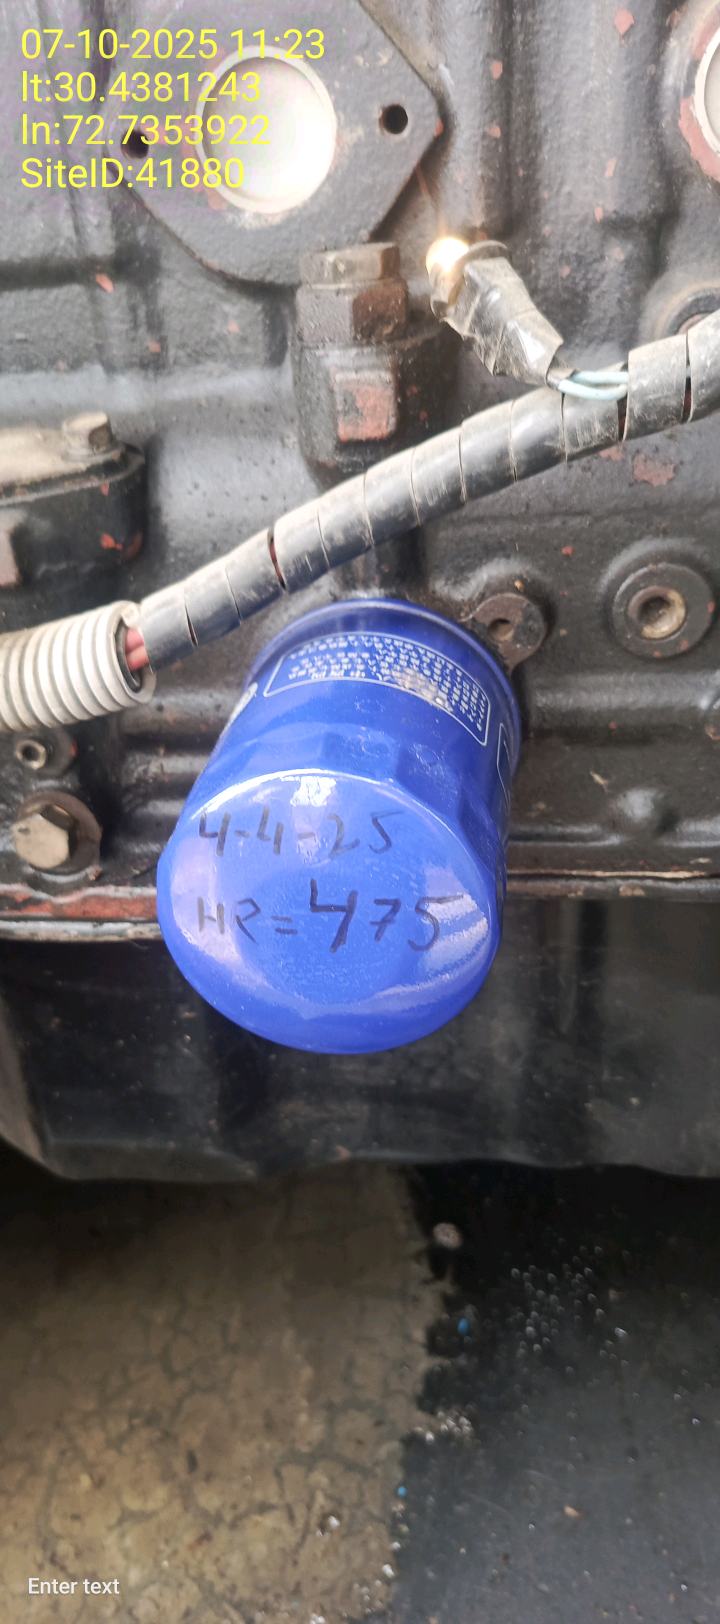 07-10-2025 11:23
lt:30.4381243
ln:72.7353922
SiteID:41880
4-4-25
HR=475
Enter text